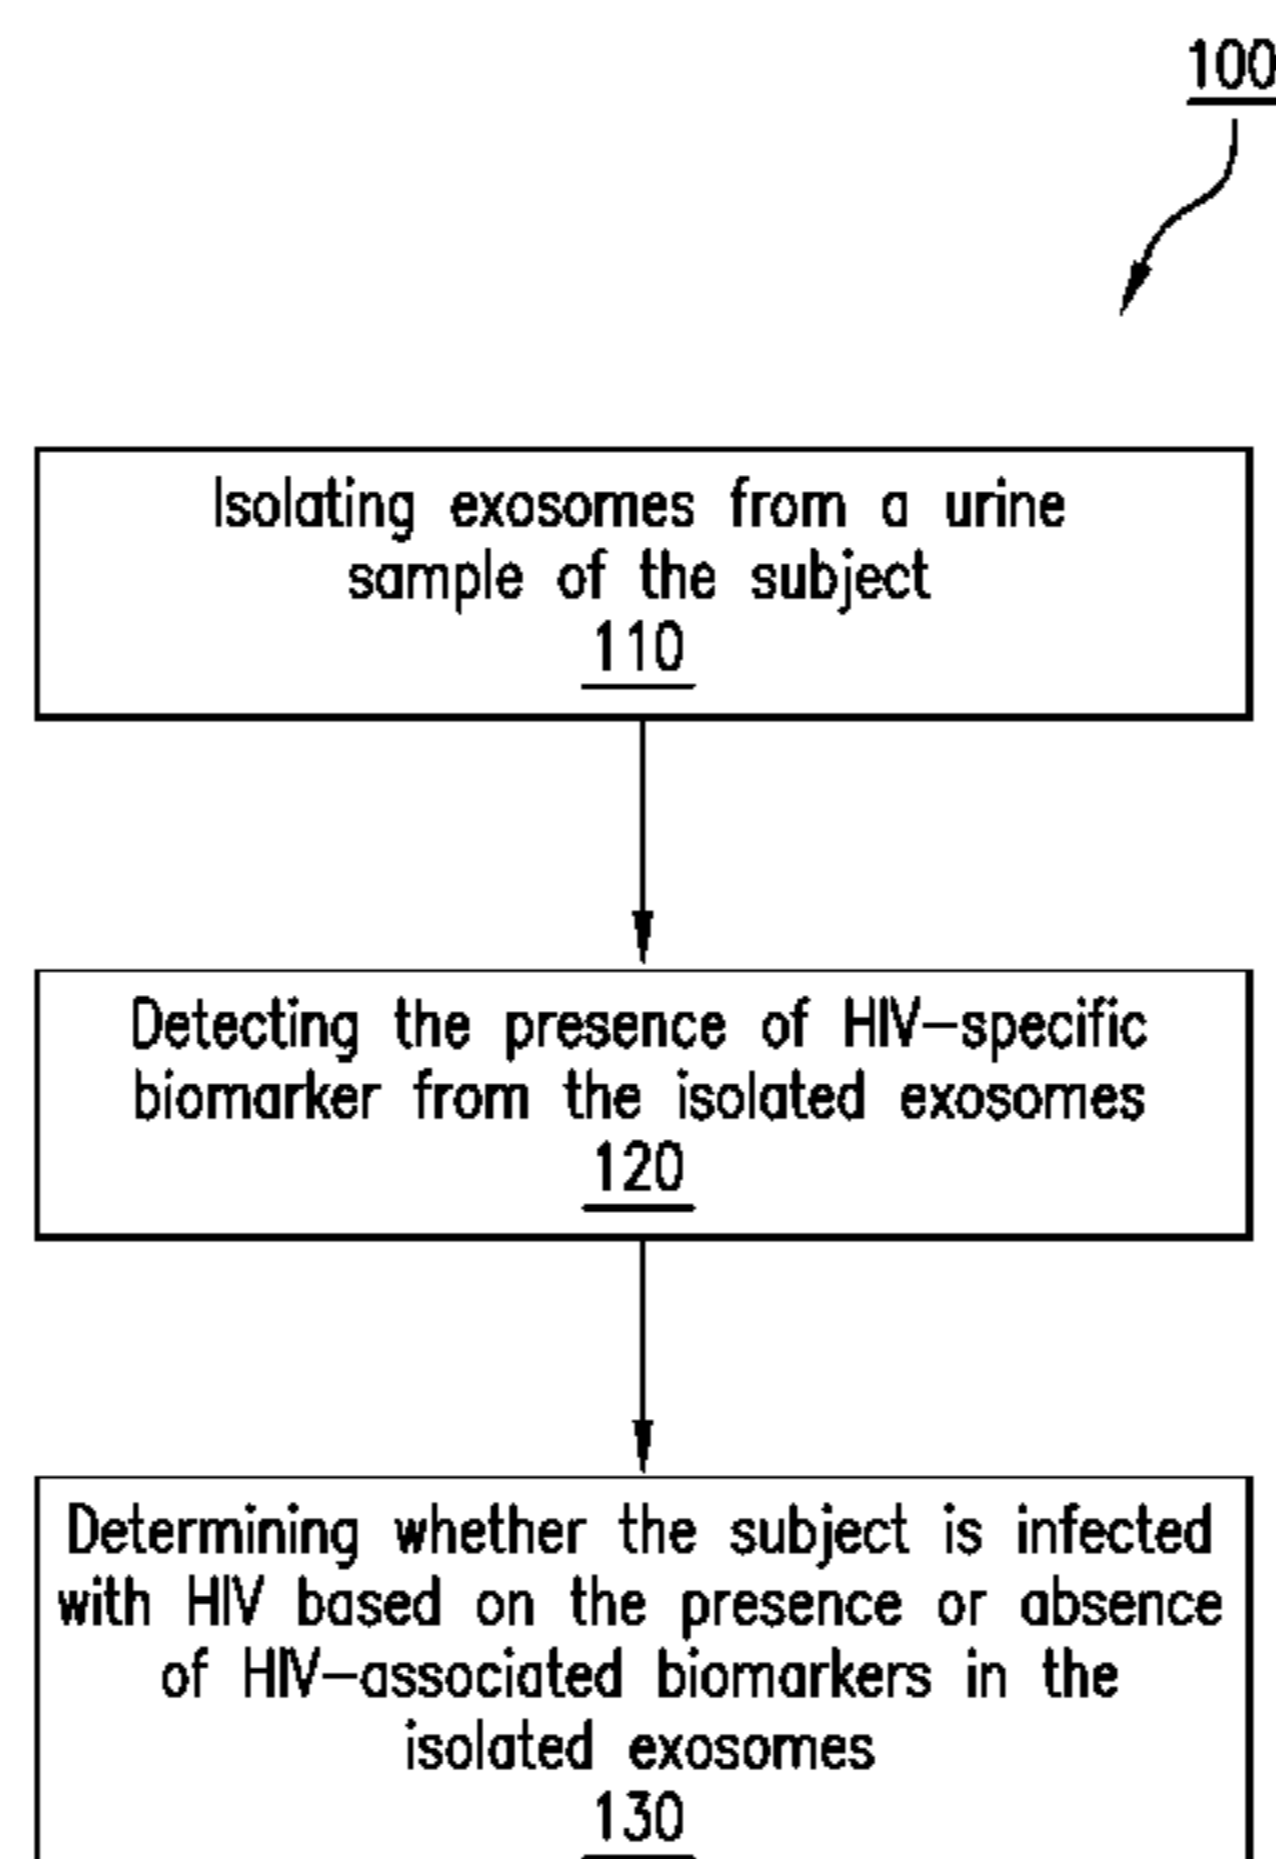 100
Isolating exosomes from a urine
sample of the subject
110
Detecting the presence of HIV-specific
biomarker from the isolated exosomes
120
Determining whether the subject is infected
with HIV based on the presence or absence
of HIV-associated biomarkers in the
isolated exosomes
130